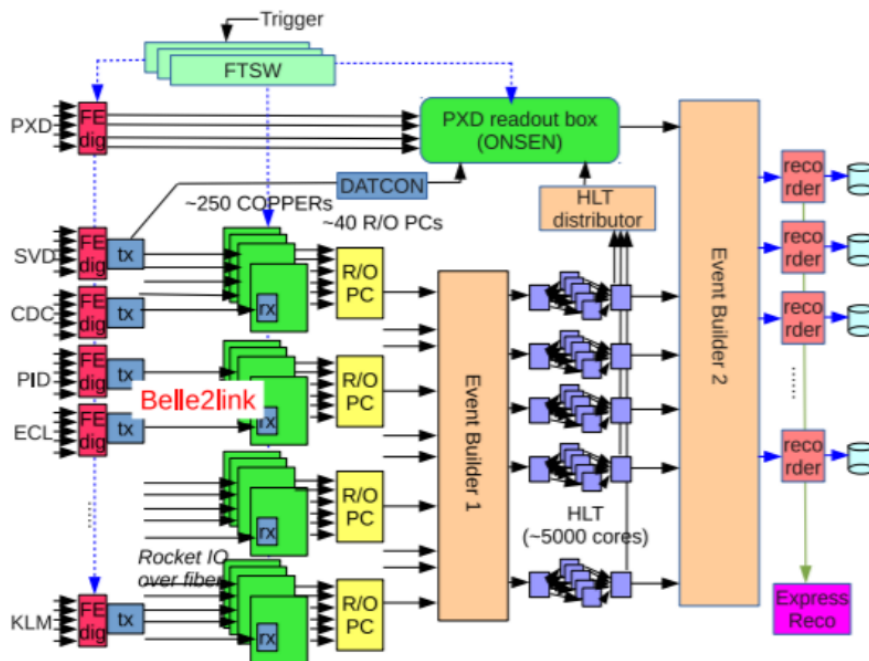 Trigger
FTSW
PXD
FE
dig
PXD readout box
(ONSEN)
DATCON
~250 COPPERs
~40 R/O PCs
HLT
distributor
SVD
FE
dig
tx
rx
R/O
PC
CDC
FE
dig
tx
PID
FE
dig
tx
Belle2link
rx
R/O
PC
ECL
FE
dig
tx
Event Builder 1
Event Builder 2
rx
R/O
PC
HLT
(~5000 cores)
Rocket IO
over fiber
KLM
FE
dig
tx
rx
R/O
PC
reco
rder
reco
rder
reco
rder
reco
rder
Express
Reco